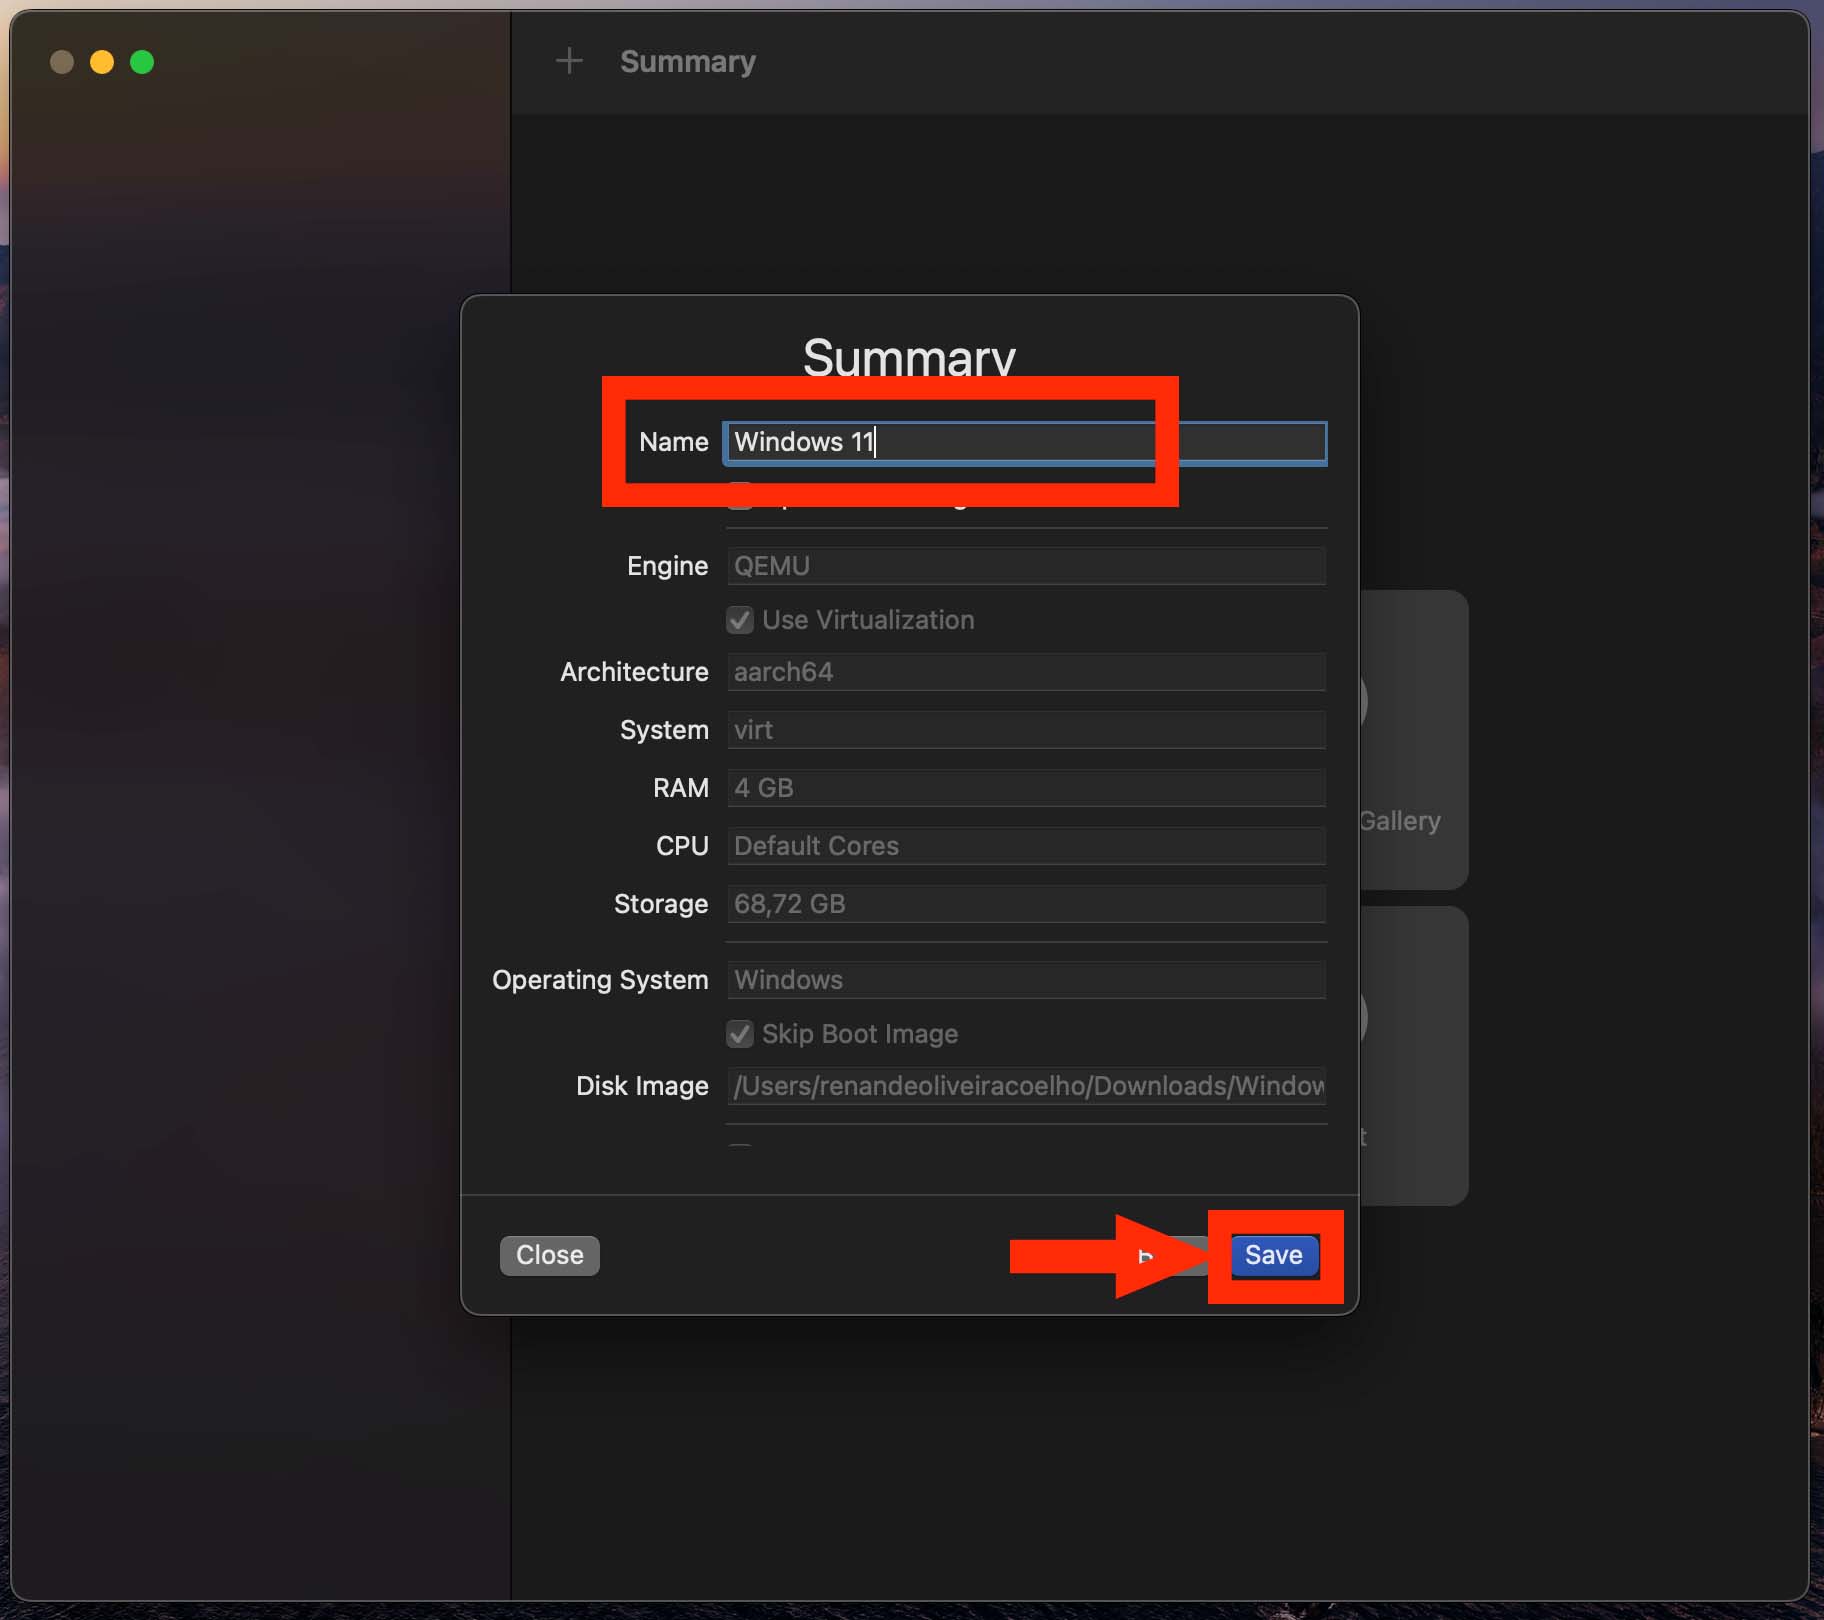 Summary
Summary
Name Windows 11
Engine QEMU
Use Virtualization
Architecture aarch64
System virt
RAM 4 GB
CPU Default Cores
Storage 68,72 GB
Gallery
Operating System Windows
Skip Boot Image
Disk Image /Users/renandeoliveiracoelho/Downloads/Window
Close Save